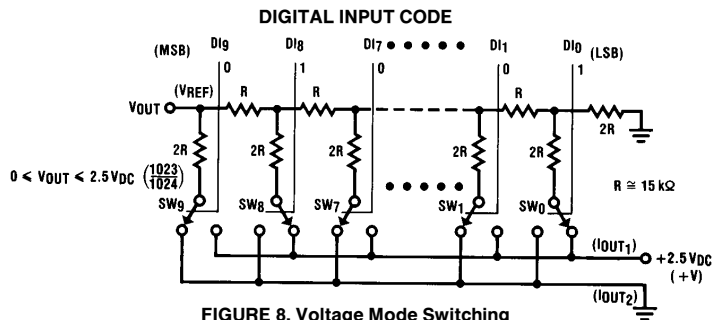 DIGITAL INPUT CODE
(MSB) DI9 DI8 DI7 DI1 DI0 (LSB)
0 1 0 0 1
(VREF) R R R
VOUT
2R 2R 2R 2R 2R 2R
0 ≤ VOUT ≤ 2.5 VDC (1023/1024)
R ≅ 15 kΩ
SW9 SW8 SW7 SW1 SW0
(IOUT1) +2.5 VDC
(+V)
(IOUT2)
FIGURE 8. Voltage Mode Switching